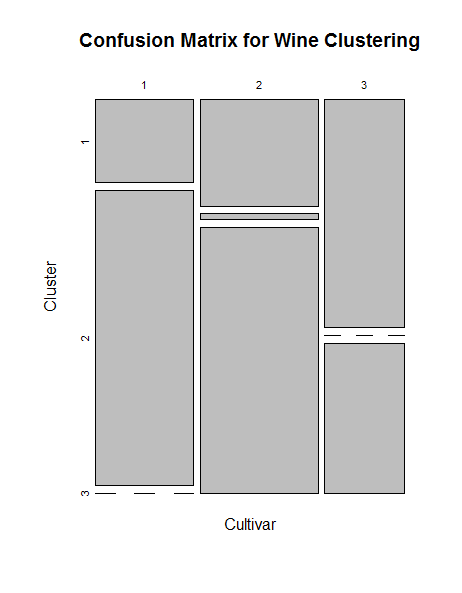 Confusion Matrix for Wine Clustering
1 2 3
1
2
3
Cluster
Cultivar